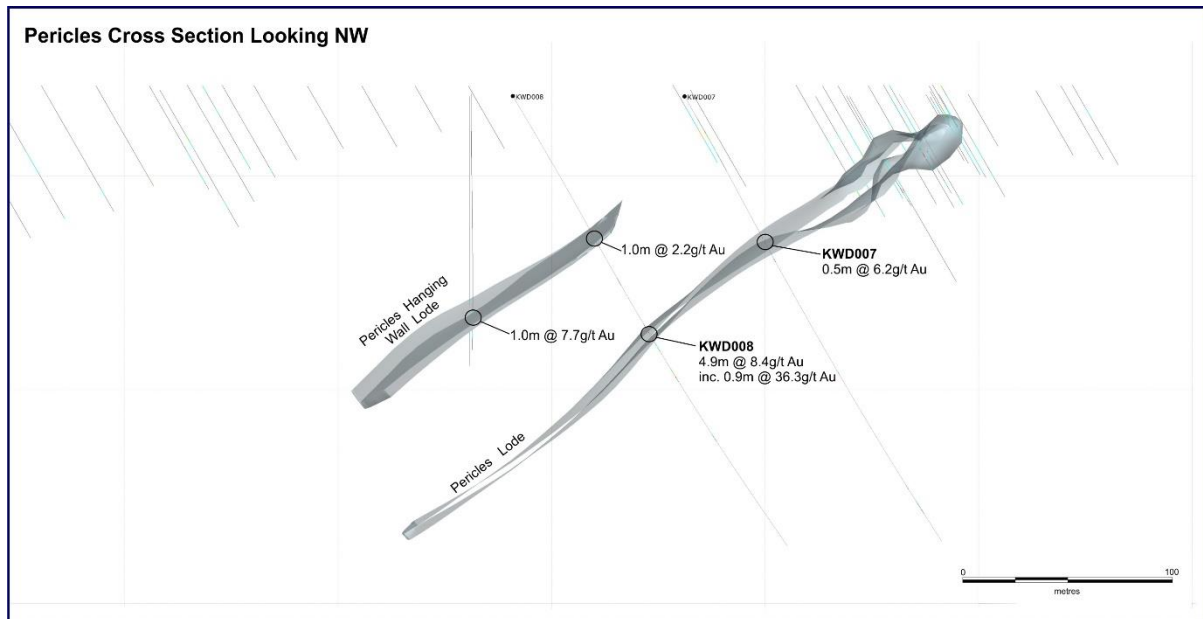 Pericles Cross Section Looking NW
KWD008
KWD007
1.0m @ 2.2g/t Au
KWD007
0.5m @ 6.2g/t Au
Pericles Hanging
Wall Lode
1.0m @ 7.7g/t Au
KWD008
4.9m @ 8.4g/t Au
inc. 0.9m @ 36.3g/t Au
Pericles Lode
0 100
metres